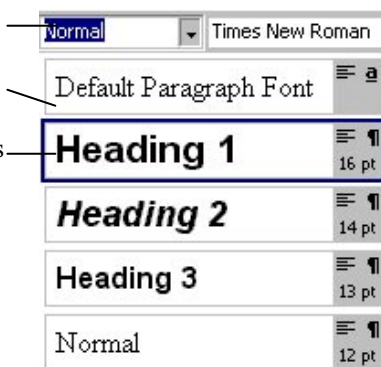 Normal Times New Roman
Default Paragraph Font a
s Heading 1 ¶
16 pt
Heading 2 ¶
14 pt
Heading 3 ¶
13 pt
Normal ¶
12 pt